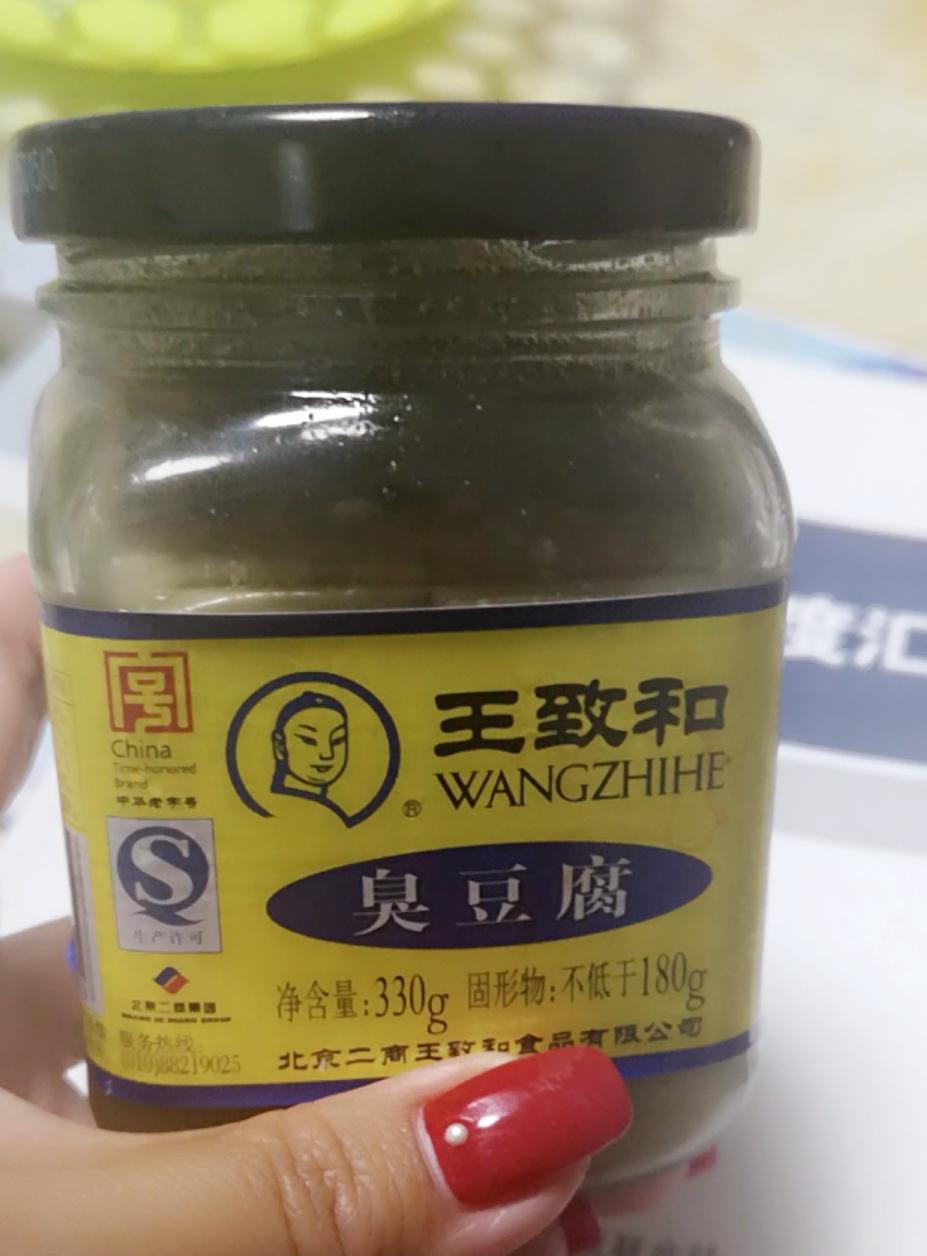 号
China
Time-honored
Brand
中华老字号
王致和
WANGZHIHE
®
臭豆腐
S
生产许可
净含量:330g 固形物:不低于180g
北京二商集团
服务热线:
(010)88219025
北京二商王致和食品有限公司
度汇